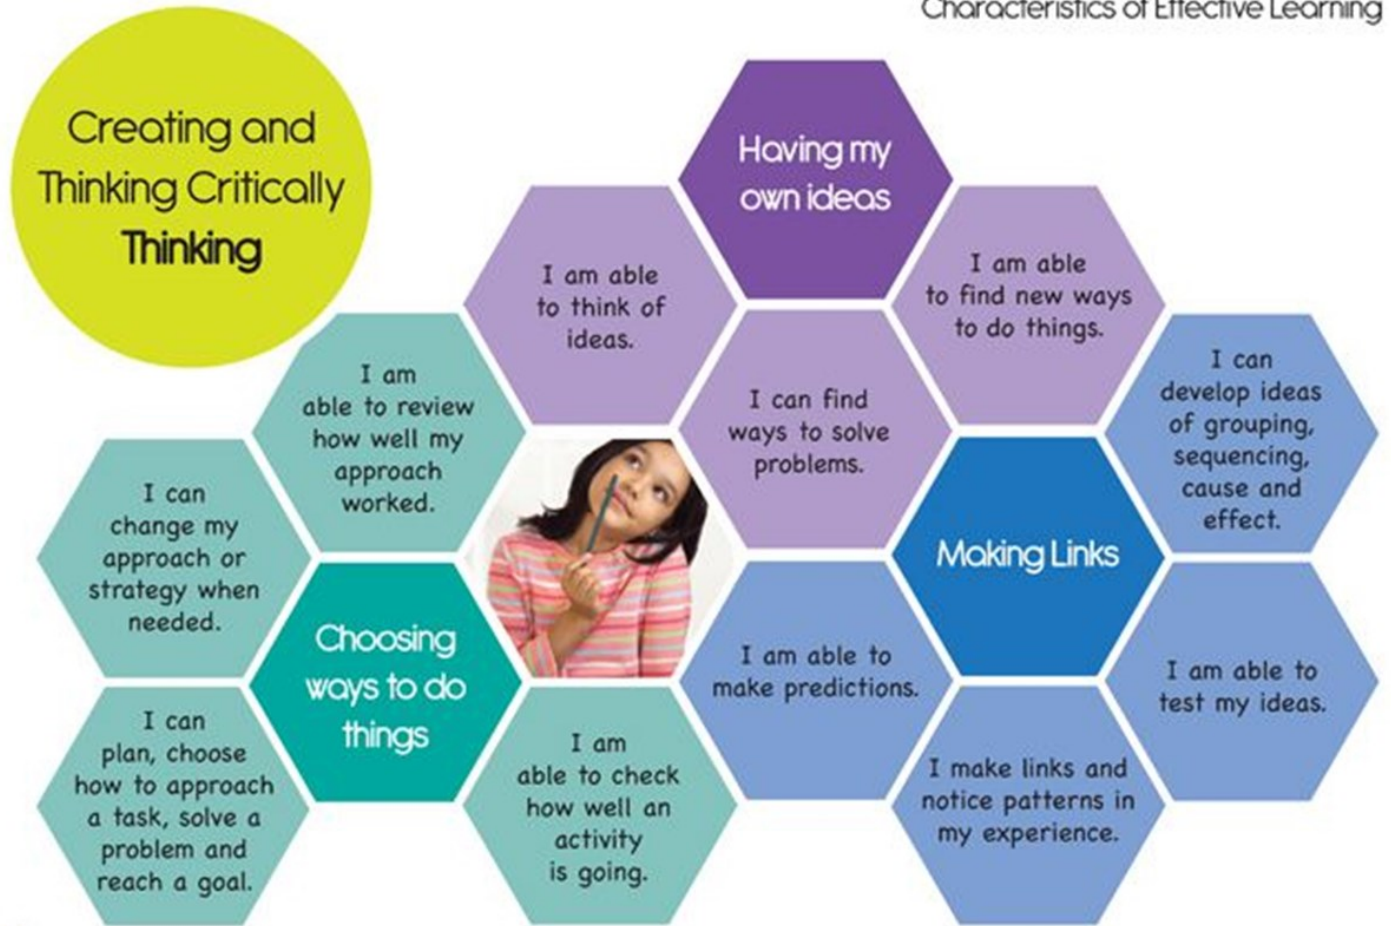 Characteristics of Effective Learning
Creating and
Thinking Critically
Thinking
Having my
own ideas
I am able
to think of
ideas.
I am able
to find new ways
to do things.
I can find
ways to solve
problems.
Making Links
I can
develop ideas
of grouping,
sequencing,
cause and
effect.
I am able to
make predictions.
I am able to
test my ideas.
I make links and
notice patterns in
my experience.
Choosing
ways to do
things
I am
able to review
how well my
approach
worked.
I can
change my
approach or
strategy when
needed.
I can
plan, choose
how to approach
a task, solve a
problem and
reach a goal.
I am
able to check
how well an
activity
is going.